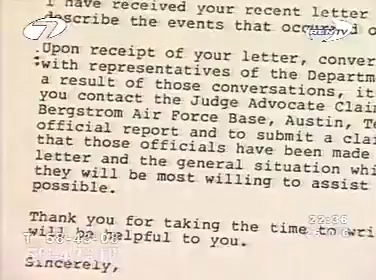 I have received your recent letter
describe the events that occurred
Upon receipt of your letter, conver
with representatives of the Departm
a result of those conversations, it
you contact the Judge Advocate Clai
Bergstrom Air Force Base, Austin, Te
official report and to submit a clai
that those officials have been made
letter and the general situation whi
they will be most willing to assist
possible.
Thank you for taking the time to wri
will be helpful to you.
Sincerely,
7
22:36